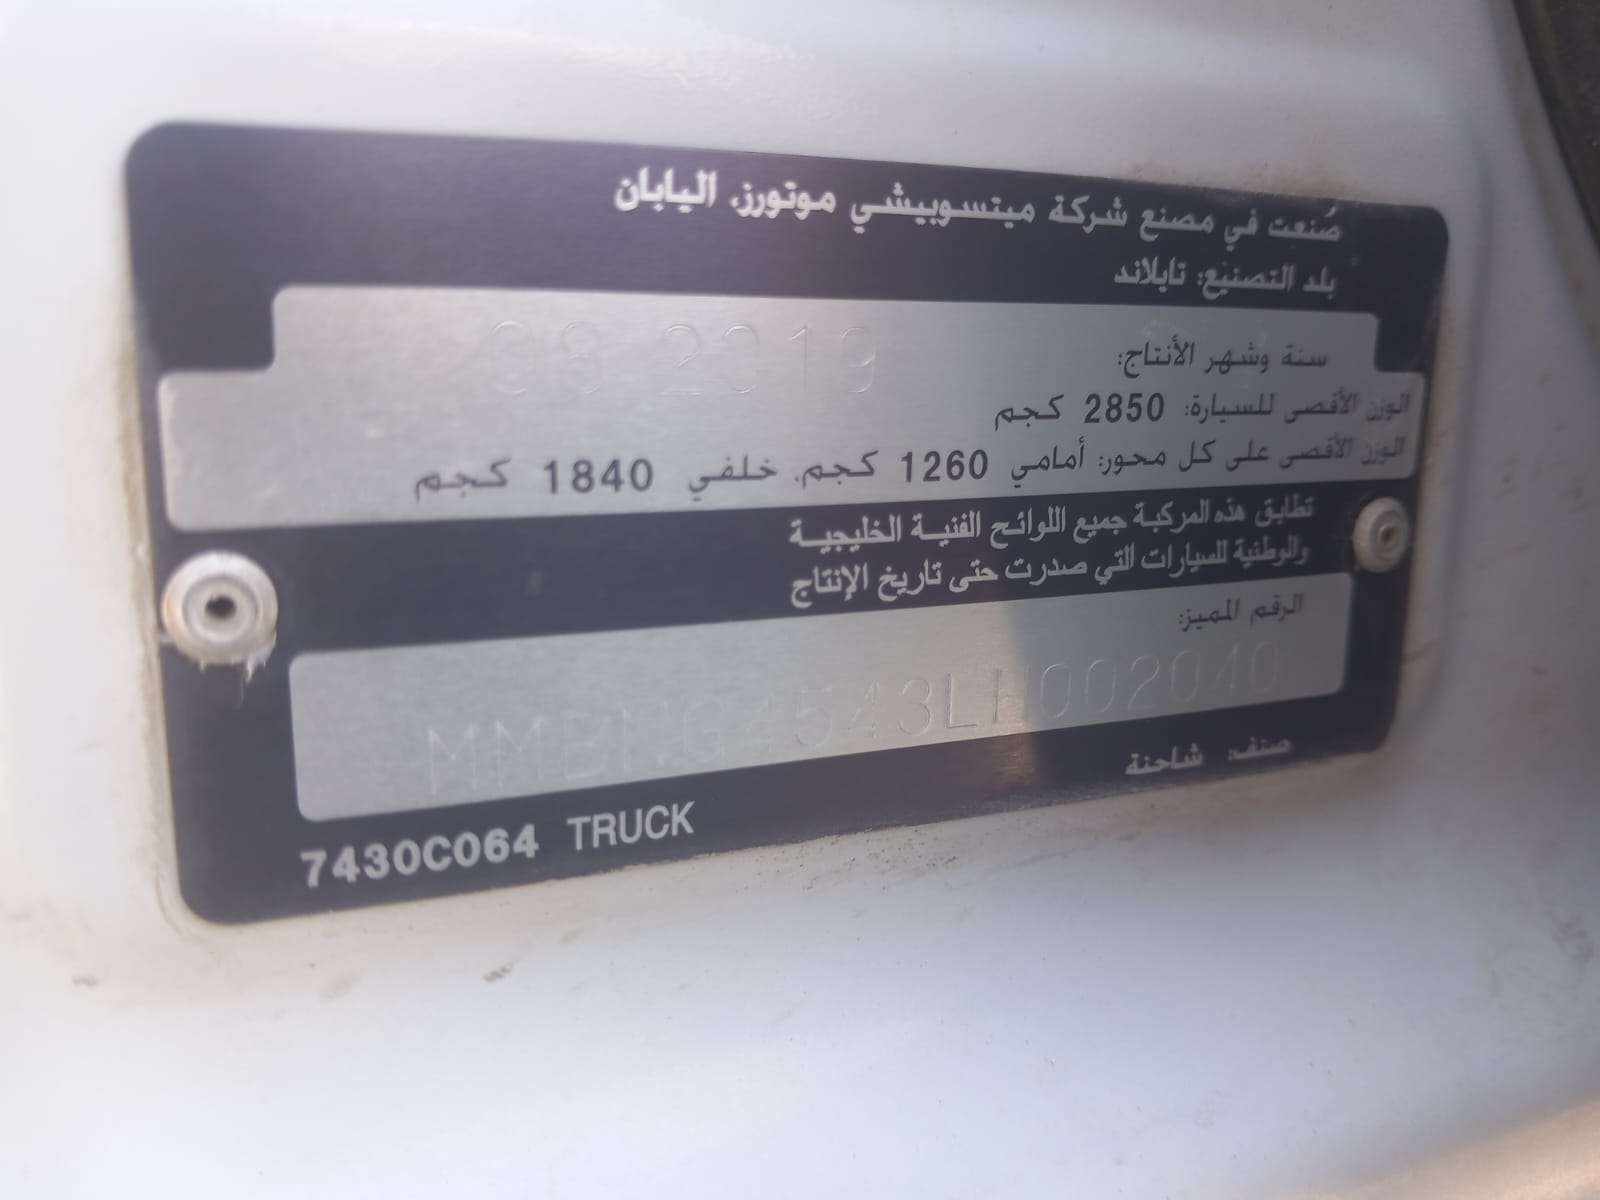 صُنعت في مصنع شركة ميتسوبيشي موتورز، اليابان
بلد التصنيع: تايلاند
سنة وشهر الأنتاج: 08 2019
الوزن الأقصى للسيارة: 2850 كجم
الوزن الأقصى على كل محور: أمامي 1260 كجم. خلفي 1840 كجم
تطابق هذه المركبة جميع اللوائح الفنية الخليجية
والوطنية للسيارات التي صدرت حتى تاريخ الإنتاج
الرقم المميز:
MMBMG4543LH002040
صنف: شاحنة
7430C064 TRUCK